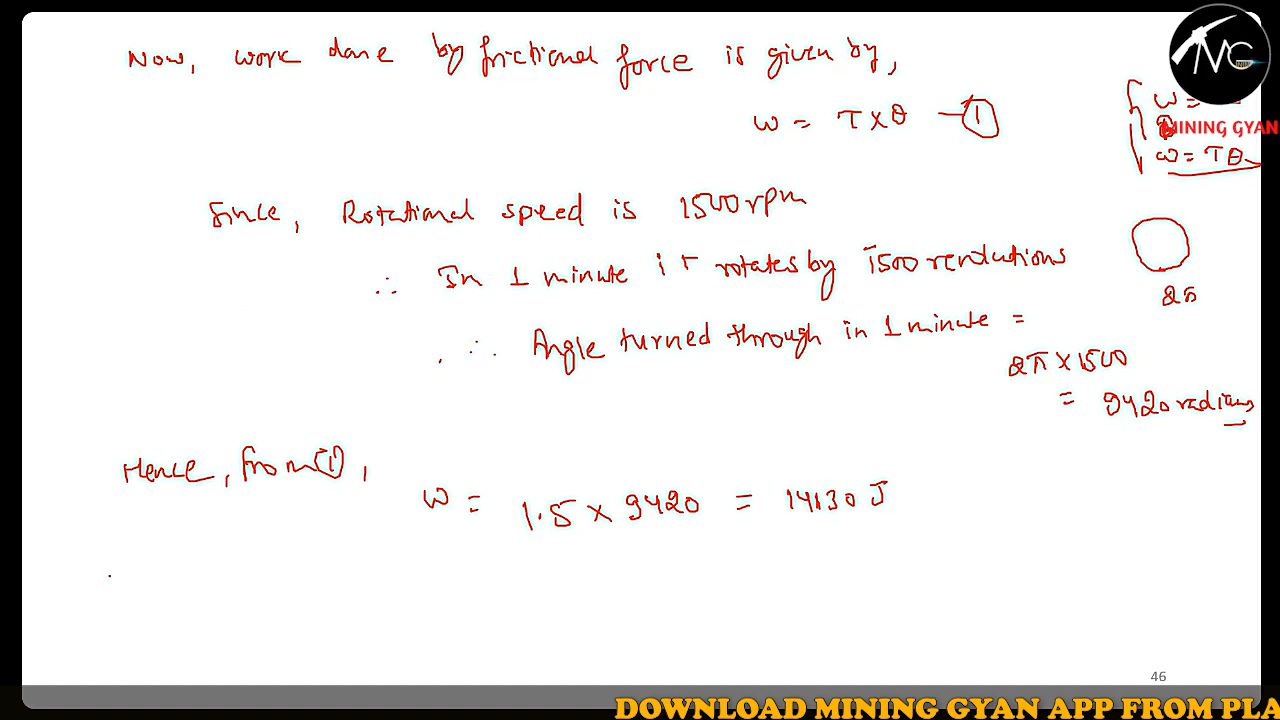 Now, work done by frictional force is given by,
W = T × θ — ①
W =
W = Tθ
Since, Rotational speed is 1500 rpm
∴ In 1 minute it rotates by 1500 revolutions
2π
∴ Angle turned through in 1 minute =
2π × 1500
= 9420 radians
Hence, from ①,
W = 1.5 × 9420 = 14130 J
MG
MINING GYAN
46
DOWNLOAD MINING GYAN APP FROM PLA